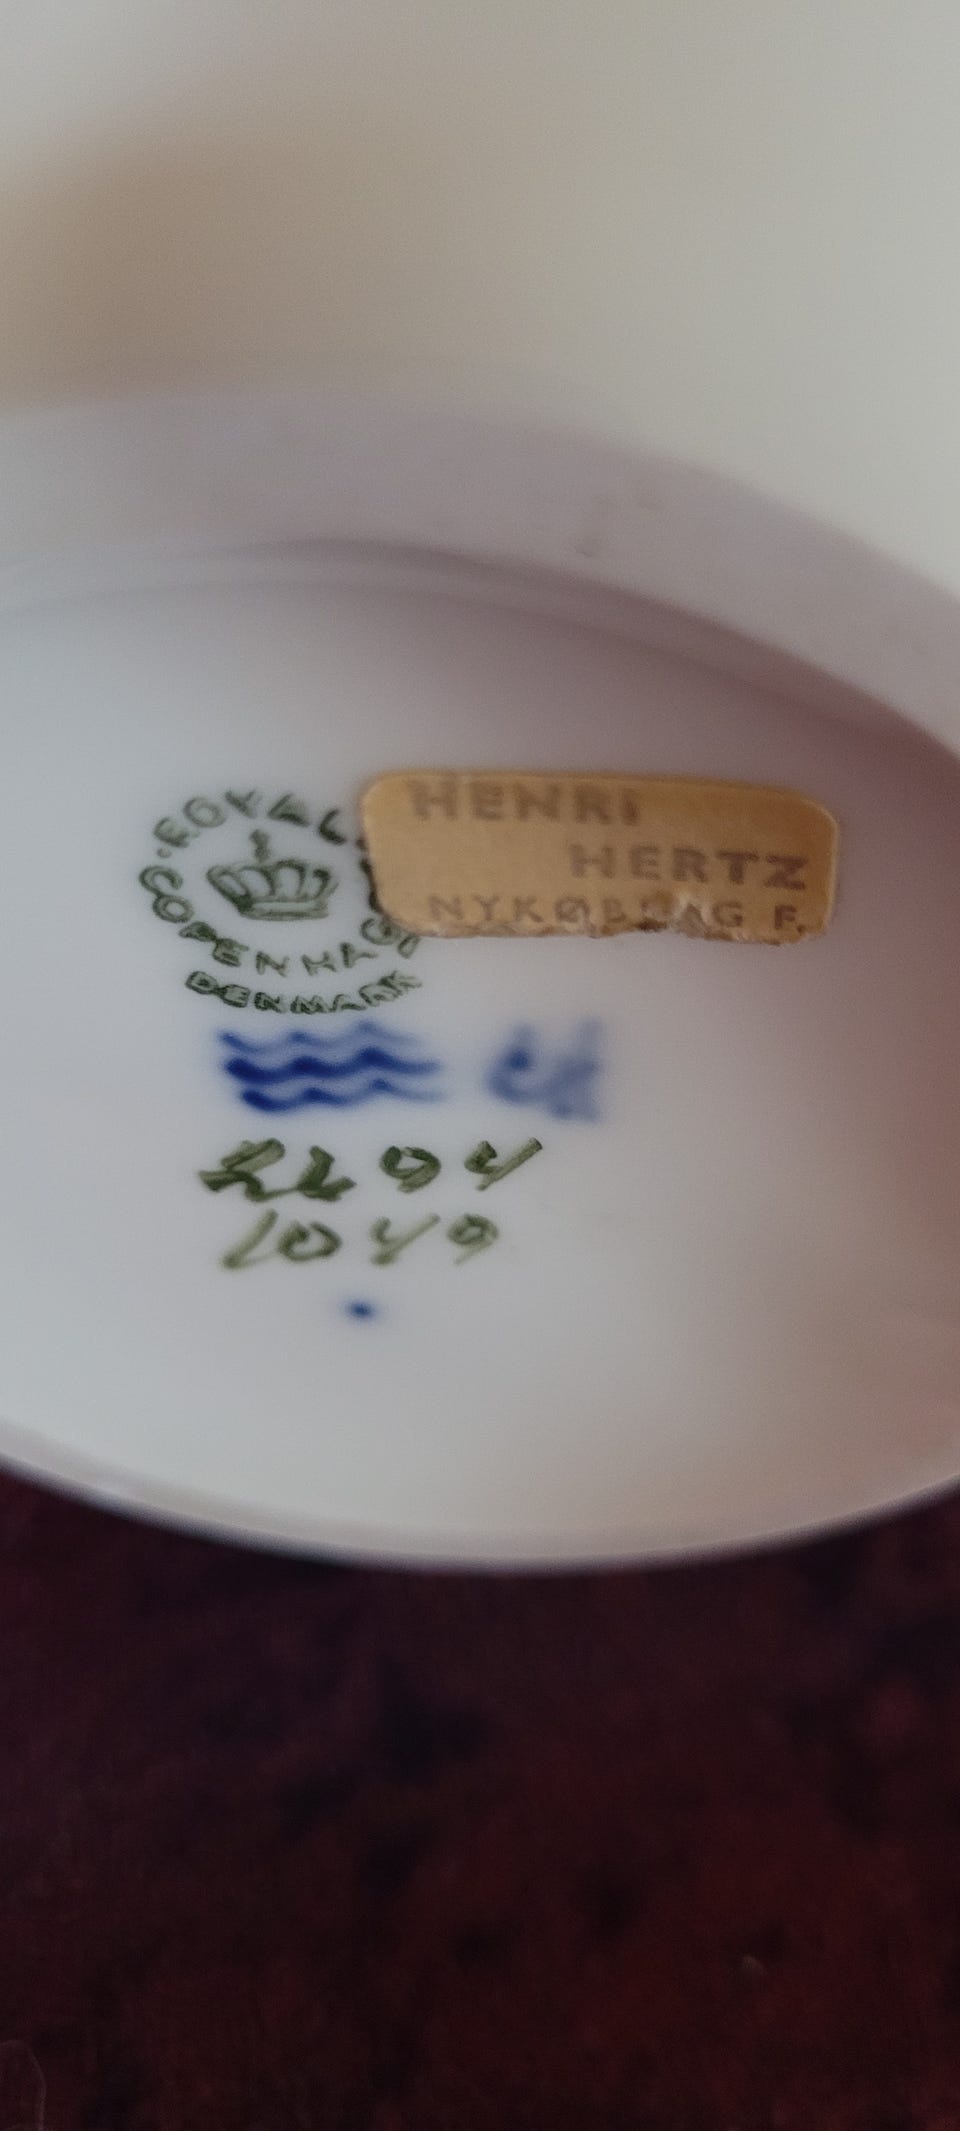 ROYAL
COPENHAGEN
DENMARK
HENRI
HERTZ
NYKØBING F.
1049